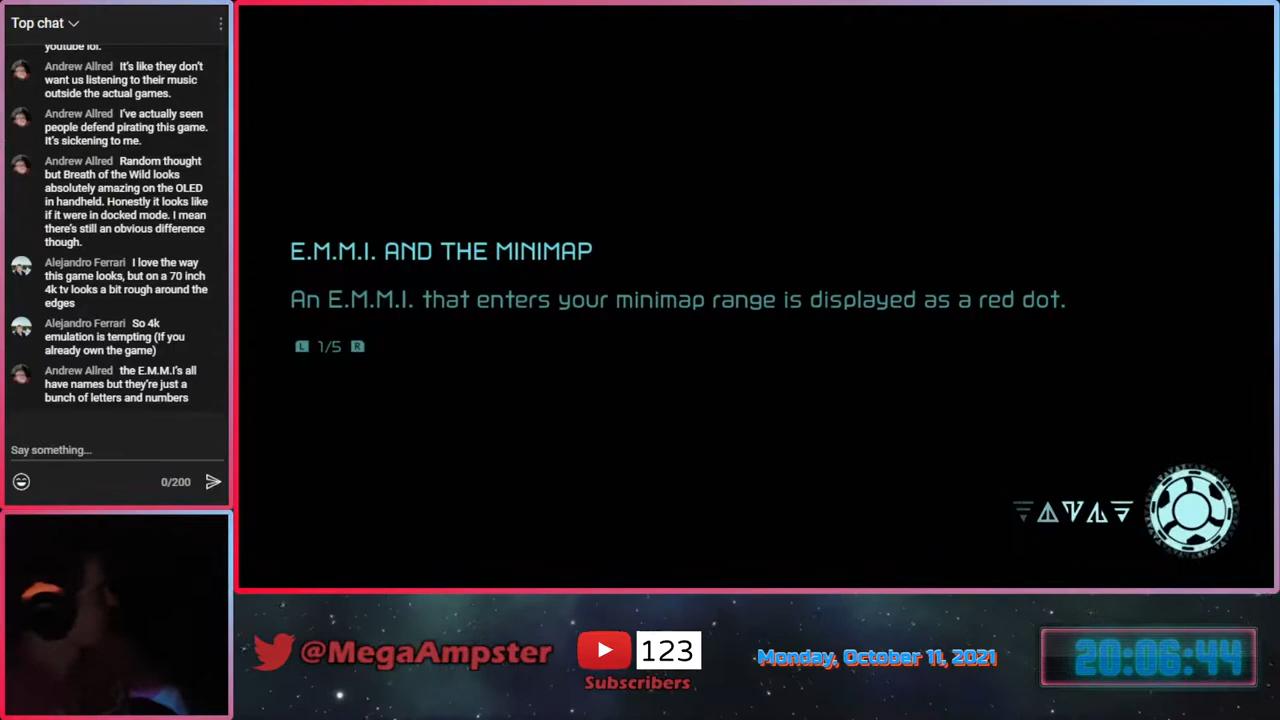 Top chat
youtube lol.
Andrew Allred It's like they don't
want us listening to their music
outside the actual games.
Andrew Allred I've actually seen
people defend pirating this game.
It's sickening to me.
Andrew Allred Random thought
but Breath of the Wild looks
absolutely amazing on the OLED
in handheld. Honestly it looks like
if it were in docked mode. I mean
there's still an obvious difference
though.
Alejandro Ferrari I love the way
this game looks, but on a 70 inch
4k tv looks a bit rough around the
edges
Alejandro Ferrari So 4k
emulation is tempting (If you
already own the game)
Andrew Allred the E.M.M.I's all
have names but they're just a
bunch of letters and numbers
Say something...
0/200
E.M.M.I. AND THE MINIMAP
An E.M.M.I. that enters your minimap range is displayed as a red dot.
L 1/5 R
@MegaAmpster
123
Subscribers
Monday, October 11, 2021
20:06:44